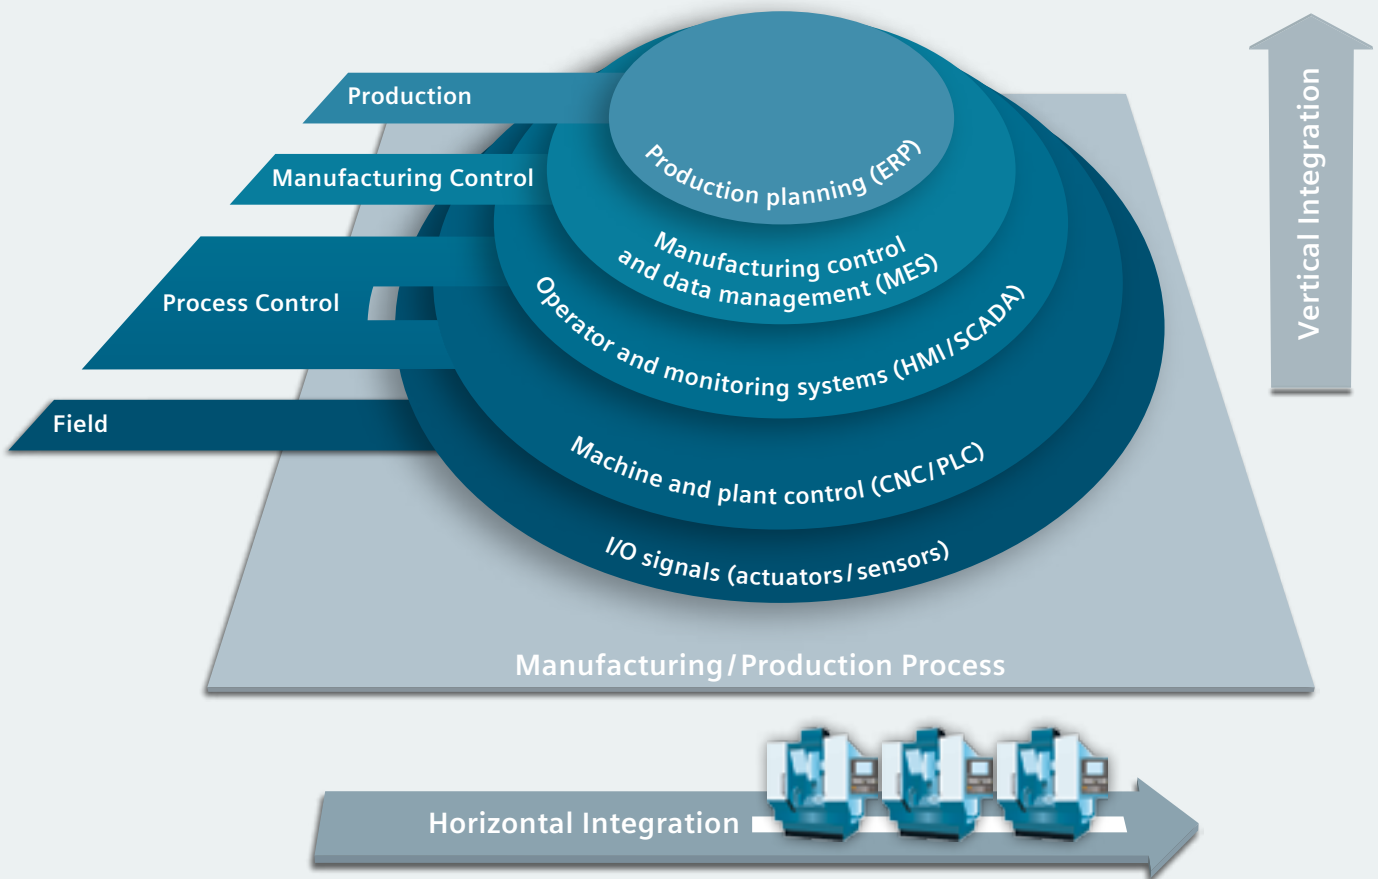 Production
Manufacturing Control
Process Control
Field
Production planning (ERP)
Manufacturing control
and data management (MES)
Operator and monitoring systems (HMI/SCADA)
Machine and plant control (CNC/PLC)
I/O signals (actuators/sensors)
Manufacturing/Production Process
Vertical Integration
Horizontal Integration